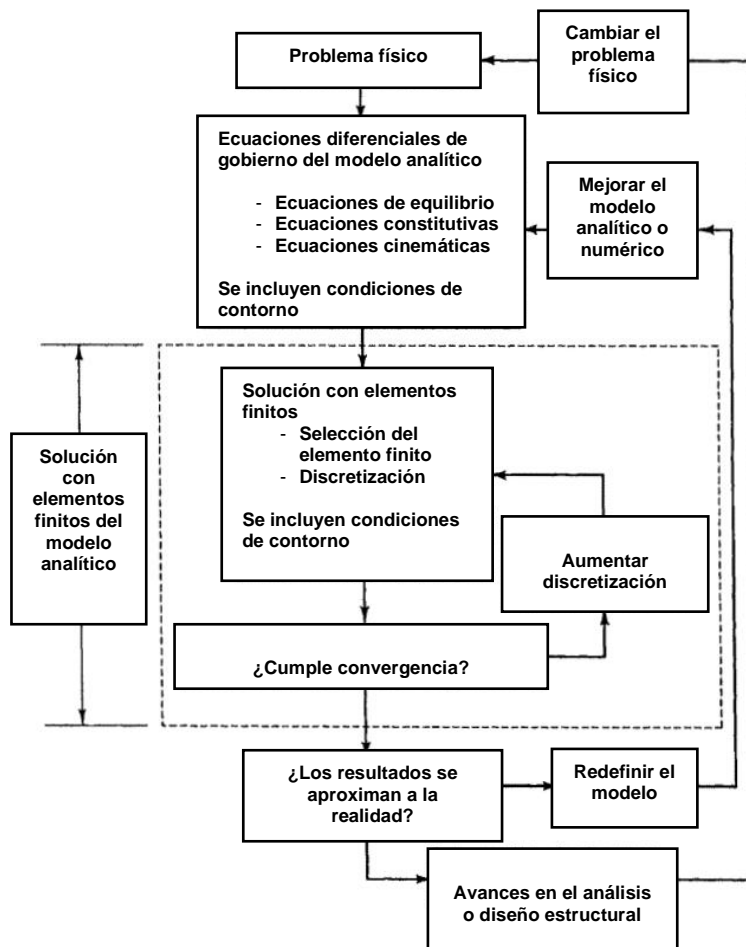 Cambiar el
problema
físico
Problema físico
Ecuaciones diferenciales de
gobierno del modelo analítico
- Ecuaciones de equilibrio
- Ecuaciones constitutivas
- Ecuaciones cinemáticas
Se incluyen condiciones de
contorno
Mejorar el
modelo
analítico o
numérico
Solución con elementos
finitos
- Selección del
elemento finito
- Discretización
Se incluyen condiciones
de contorno
Solución
con
elementos
finitos del
modelo
analítico
Aumentar
discretización
¿Cumple convergencia?
¿Los resultados se
aproximan a la
realidad?
Redefinir el
modelo
Avances en el análisis
o diseño estructural